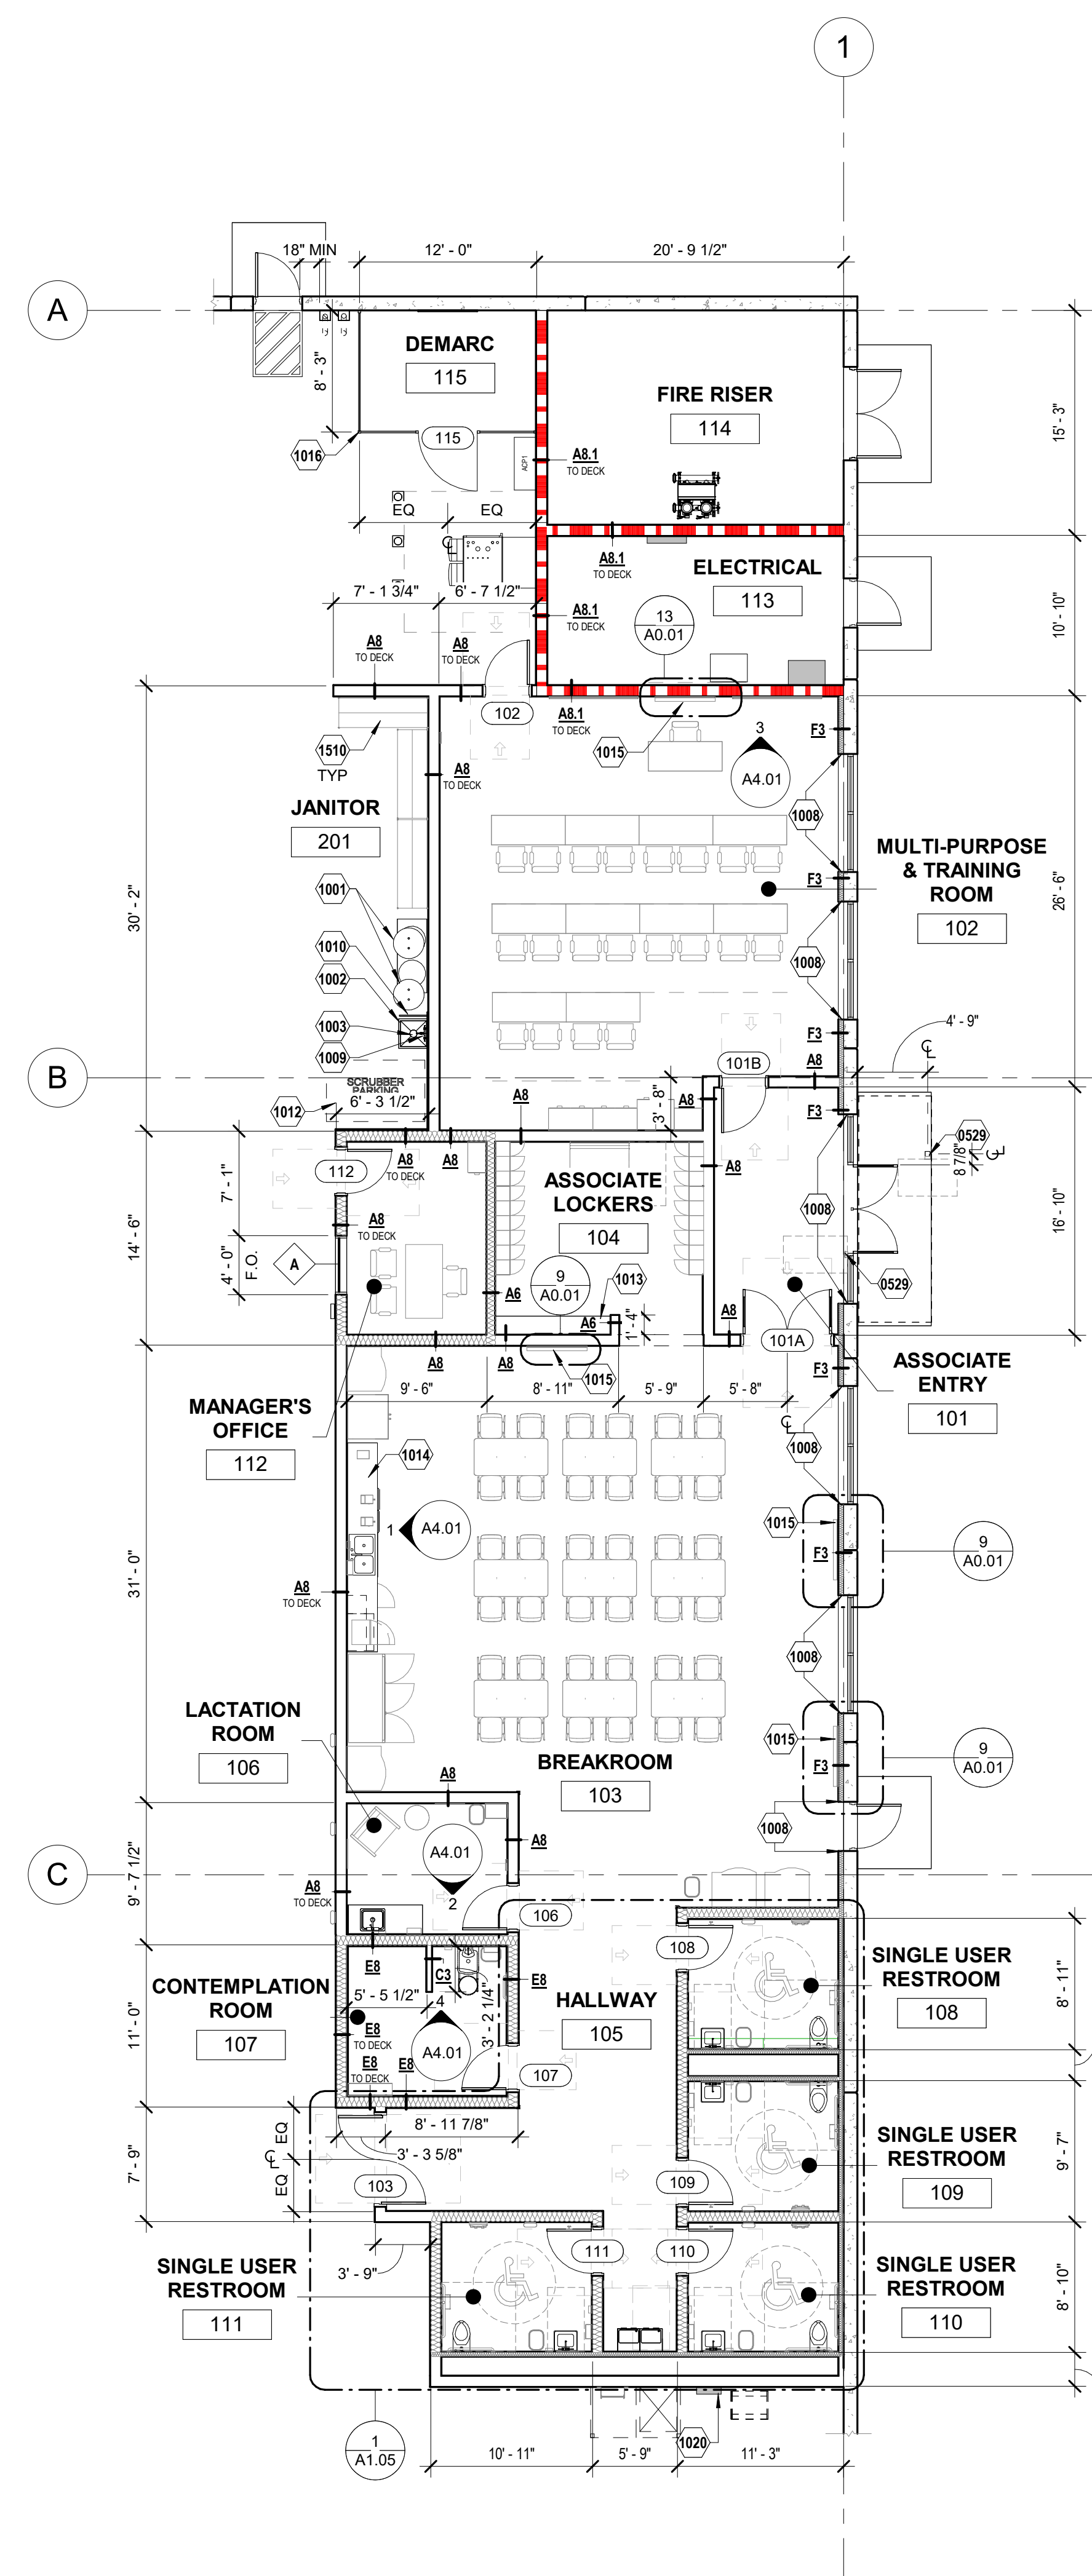 1
18" MIN
12' - 0"
20' - 9 1/2"
A
DEMARC
115
8' - 3"
FIRE RISER
114
15' - 3"
115
1016
A8.1
TO DECK
ACP1
EQ
EQ
A8.1
TO DECK
ELECTRICAL
113
7' - 1 3/4"
6' - 7 1/2"
A8.1
TO DECK
13
A0.01
10' - 10"
A8
TO DECK
A8
TO DECK
102
A8.1
TO DECK
1015
3
A4.01
F3
1510
TYP
A8
TO DECK
JANITOR
201
1008
MULTI-PURPOSE
& TRAINING
ROOM
102
F3
26' - 6"
30' - 2"
1001
1010
1002
1003
1009
1008
F3
4' - 9"
CL
B
SCRUBBER
PARKING
6' - 3 1/2"
1012
101B
A8
3' - 8"
A8
A8
F3
0529
8 7/8"
CL
112
A8
TO DECK
A8
A8
7' - 1"
14' - 6"
ASSOCIATE
LOCKERS
104
A8
TO DECK
4' - 0"
F.O.
A
9
A0.01
1013
A6
A6
1' - 4"
A8
1008
0529
16' - 10"
101A
A8
A8
1015
F3
ASSOCIATE
ENTRY
101
9' - 6"
8' - 11"
5' - 9"
5' - 8"
CL
MANAGER'S
OFFICE
112
1014
1008
1
A4.01
1015
F3
9
A0.01
31' - 0"
A8
TO DECK
1008
LACTATION
ROOM
106
1015
F3
9
A0.01
BREAKROOM
103
A8
1008
A8
A4.01
2
C
9' - 7 1/2"
A8
TO DECK
106
108
E8
C3
E8
5' - 5 1/2"
4
A4.01
3' - 2 1/4"
CONTEMPLATION
ROOM
107
11' - 0"
HALLWAY
105
SINGLE USER
RESTROOM
108
8' - 11"
E8
TO DECK
E8
TO DECK
E8
107
8' - 11 7/8"
3' - 3 5/8"
EQ
CL
EQ
7' - 9"
103
109
SINGLE USER
RESTROOM
109
9' - 7"
111
110
3' - 9"
SINGLE USER
RESTROOM
111
SINGLE USER
RESTROOM
110
8' - 10"
1
A1.05
10' - 11"
5' - 9"
1020
11' - 3"